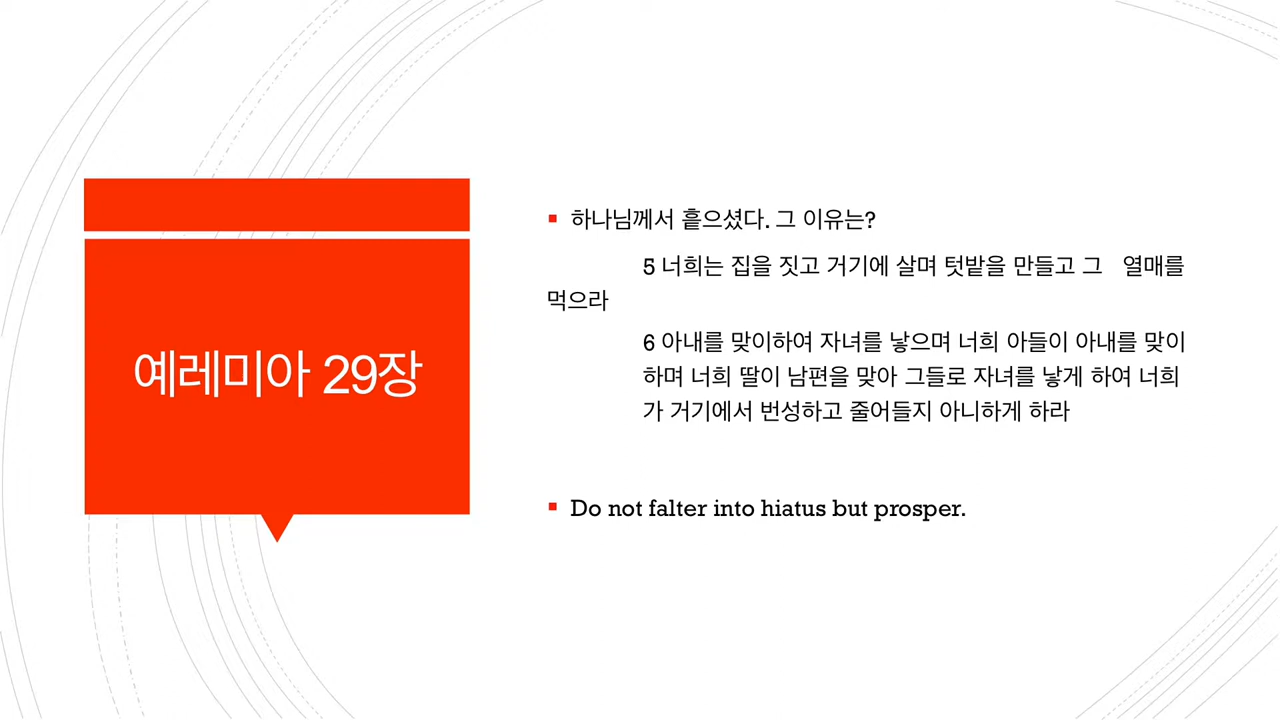 예레미아 29장
▪ 하나님께서 흩으셨다. 그 이유는?
5 너희는 집을 짓고 거기에 살며 텃밭을 만들고 그 열매를
먹으라
6 아내를 맞이하여 자녀를 낳으며 너희 아들이 아내를 맞이
하며 너희 딸이 남편을 맞아 그들로 자녀를 낳게 하여 너희
가 거기에서 번성하고 줄어들지 아니하게 하라
▪ Do not falter into hiatus but prosper.